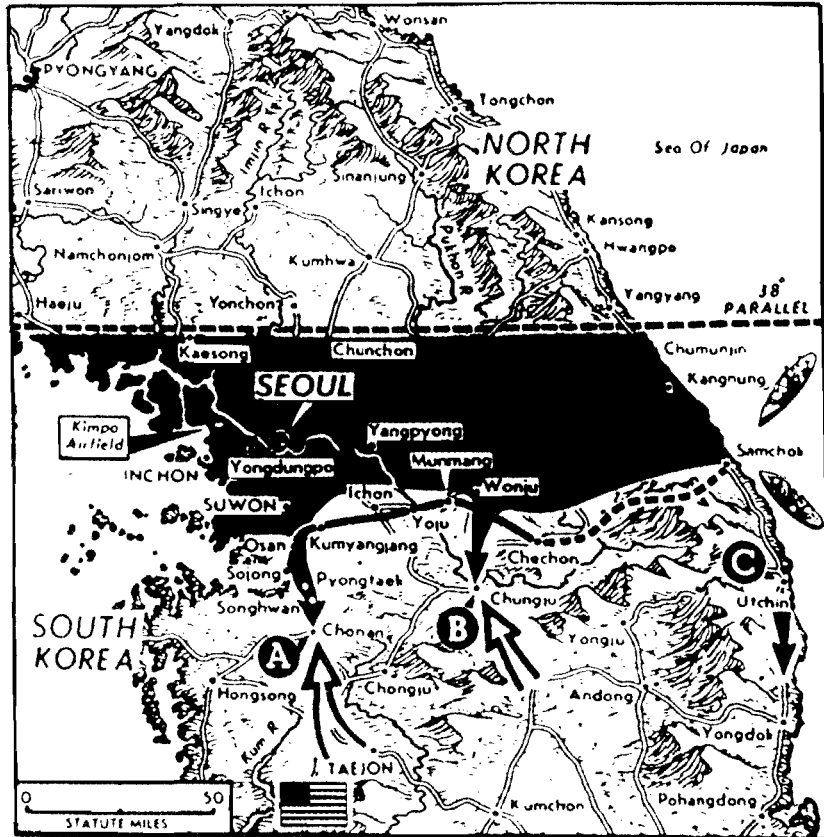 Yangdok
Wonsan
PYONGYANG
Yongchon
NORTH
KOREA
Sea Of Japan
Imjin R
Sinanjung
Sariwon
Singye
Ichon
Kansong
Hwangpo
Namchonjom
Kumhwa
Pukhon R
Haeju
Yonchon
Yangyang
38°
PARALLEL
Kaesong
Chunchon
Chumunjin
Kangnung
SEOUL
Kimpo
Airfield
Yangpyong
Samchok
Yongdungpo
Munmang
INCHON
Wonju
Ichon
SUWON
Yoju
Osan
Kumyangjang
Chechon
Sojong
Pyongtaek
C
Songhwan
Chungju
Utchin
SOUTH
KOREA
Chonan
B
Yongju
A
Hongsong
Chongju
Andong
Kum R
Yongdok
TAEJON
0 50
STATUTE MILES
Kumchon
Pohangdong